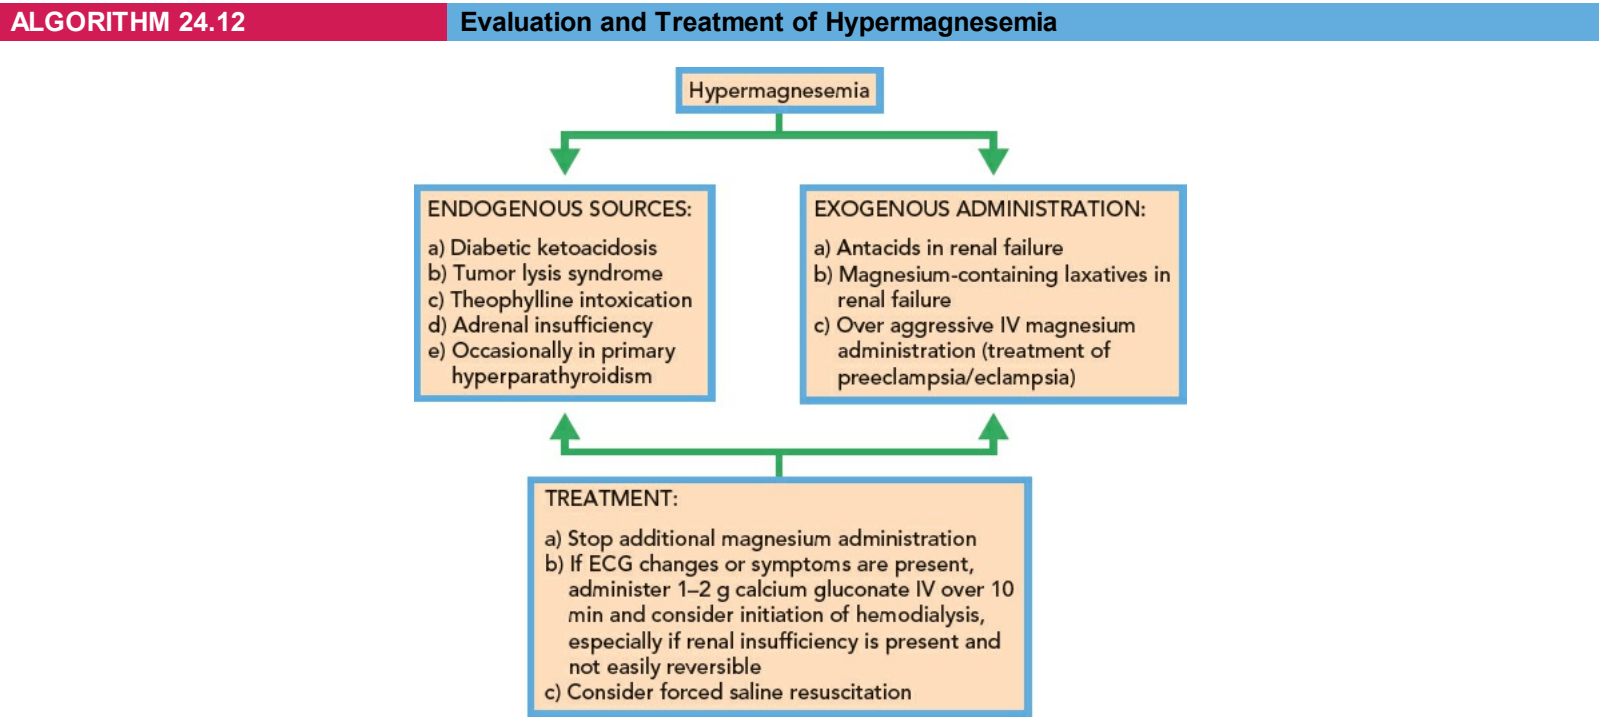 ALGORITHM 24.12
Evaluation and Treatment of Hypermagnesemia
Hypermagnesemia
ENDOGENOUS SOURCES:
a) Diabetic ketoacidosis
b) Tumor lysis syndrome
c) Theophylline intoxication
d) Adrenal insufficiency
e) Occasionally in primary
hyperparathyroidism
EXOGENOUS ADMINISTRATION:
a) Antacids in renal failure
b) Magnesium-containing laxatives in
renal failure
c) Over aggressive IV magnesium
administration (treatment of
preeclampsia/eclampsia)
TREATMENT:
a) Stop additional magnesium administration
b) If ECG changes or symptoms are present,
administer 1–2 g calcium gluconate IV over 10
min and consider initiation of hemodialysis,
especially if renal insufficiency is present and
not easily reversible
c) Consider forced saline resuscitation